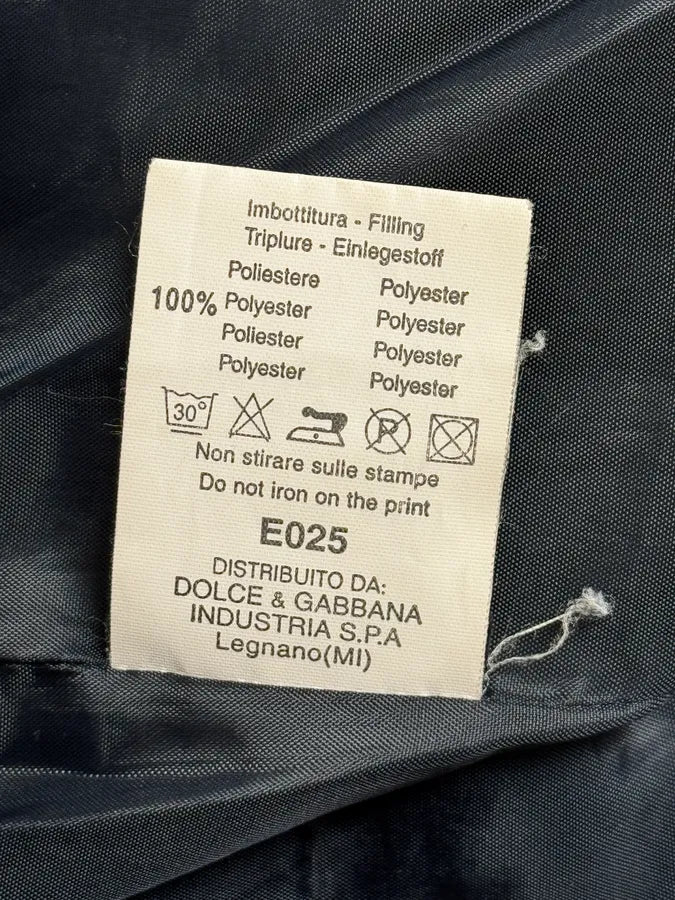 Imbottitura - Filling
Triplure - Einlegestoff
Poliestere Polyester
100% Polyester Polyester
Poliester Polyester
Polyester Polyester
30°
P
Non stirare sulle stampe
Do not iron on the print
E025
DISTRIBUITO DA:
DOLCE & GABBANA
INDUSTRIA S.P.A
Legnano(MI)